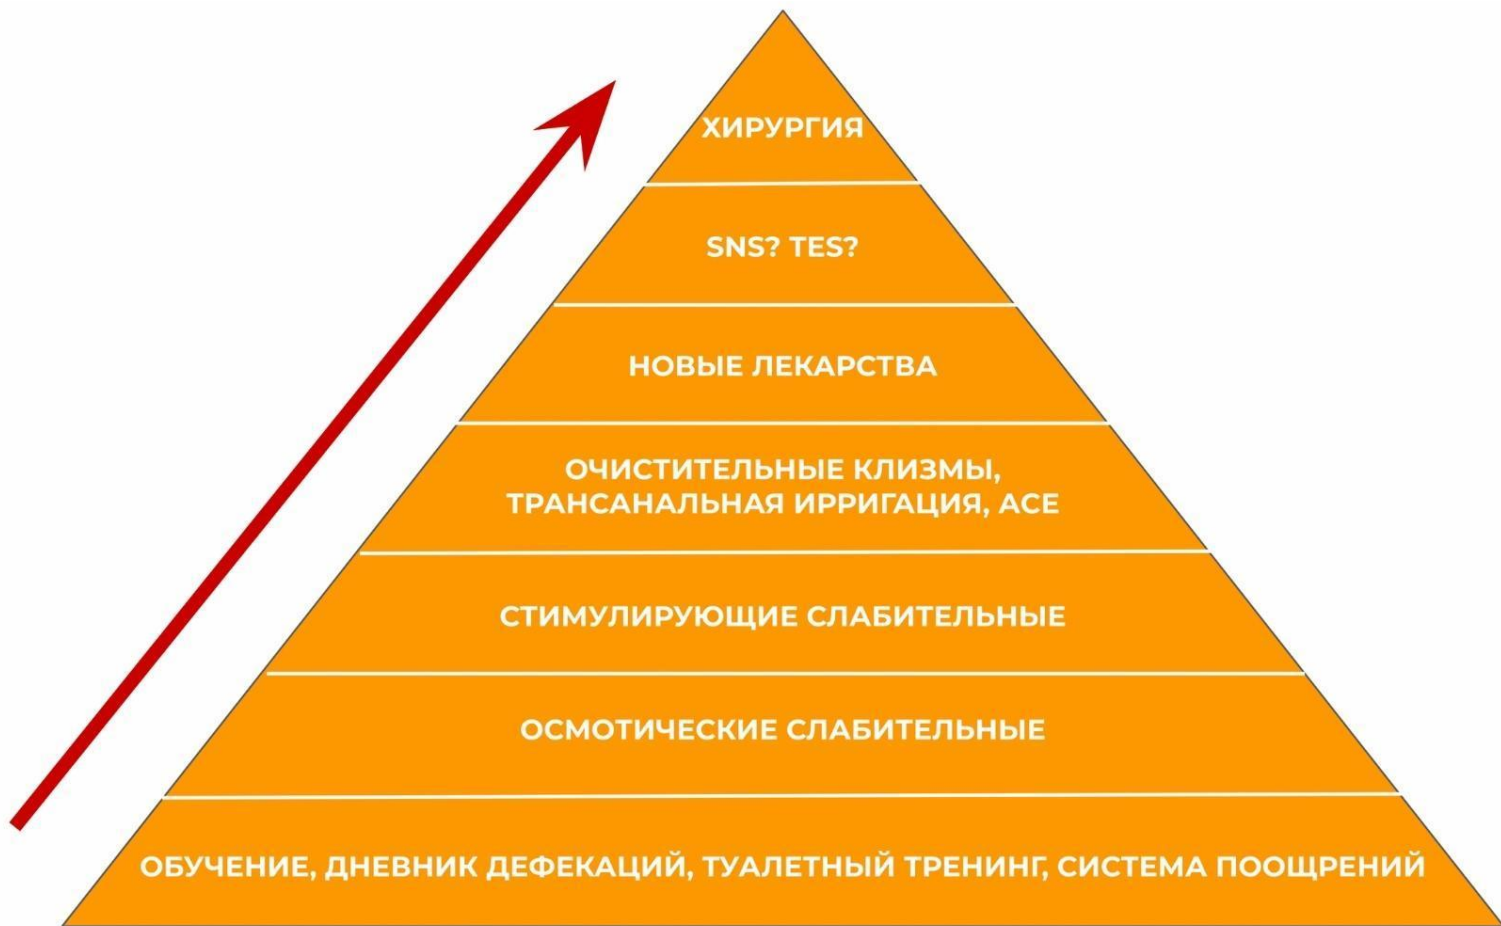 ХИРУРГИЯ
SNS? TES?
НОВЫЕ ЛЕКАРСТВА
ОЧИСТИТЕЛЬНЫЕ КЛИЗМЫ,
ТРАНСАНАЛЬНАЯ ИРРИГАЦИЯ, АСЕ
СТИМУЛИРУЮЩИЕ СЛАБИТЕЛЬНЫЕ
ОСМОТИЧЕСКИЕ СЛАБИТЕЛЬНЫЕ
ОБУЧЕНИЕ, ДНЕВНИК ДЕФЕКАЦИЙ, ТУАЛЕТНЫЙ ТРЕНИНГ, СИСТЕМА ПООЩРЕНИЙ